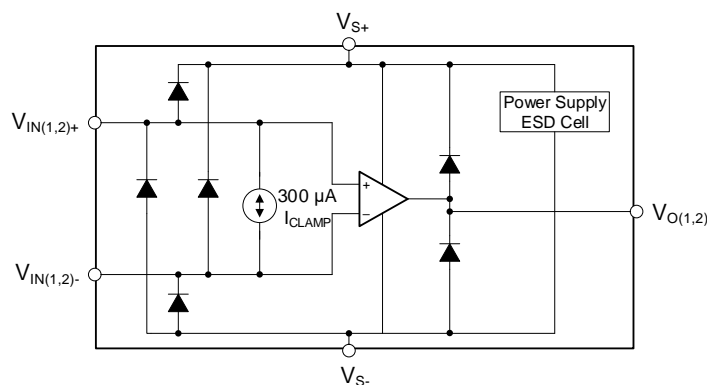 VS+
Power Supply
ESD Cell
VIN(1,2)+
300 µA
ICLAMP
+
−
VO(1,2)
VIN(1,2)-
VS-